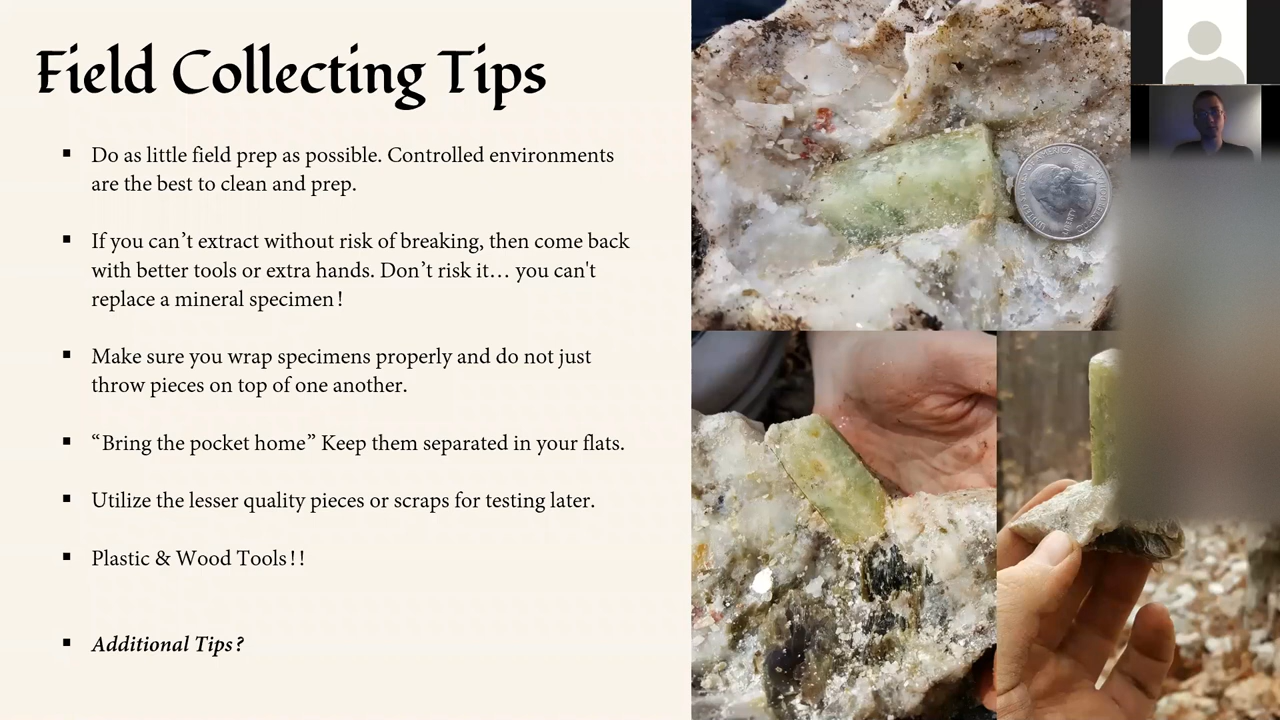 Field Collecting Tips
▪ Do as little field prep as possible. Controlled environments
are the best to clean and prep.
▪ If you can’t extract without risk of breaking, then come back
with better tools or extra hands. Don’t risk it… you can't
replace a mineral specimen!
▪ Make sure you wrap specimens properly and do not just
throw pieces on top of one another.
▪ “Bring the pocket home” Keep them separated in your flats.
▪ Utilize the lesser quality pieces or scraps for testing later.
▪ Plastic & Wood Tools!!
▪ Additional Tips?
LIBERTY